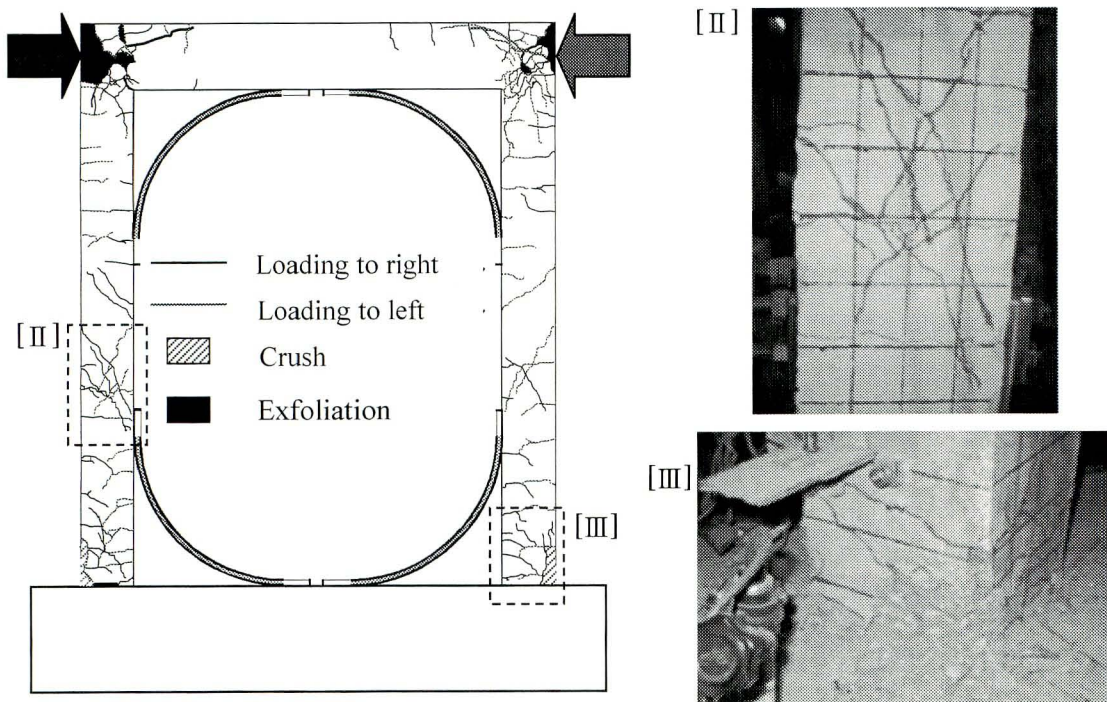 [Ⅱ]
Loading to right
Loading to left
[Ⅱ]
Crush
Exfoliation
[Ⅲ]
[Ⅲ]